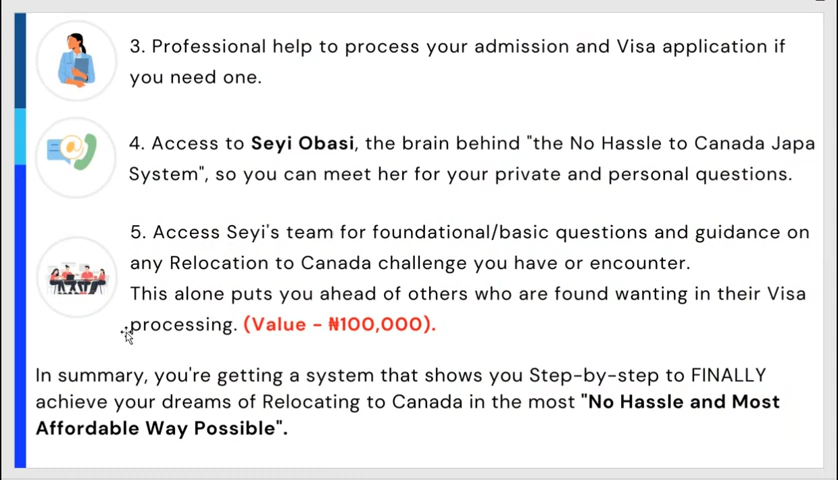 3. Professional help to process your admission and Visa application if
you need one.
4. Access to Seyi Obasi, the brain behind "the No Hassle to Canada Japa
System", so you can meet her for your private and personal questions.
5. Access Seyi's team for foundational/basic questions and guidance on
any Relocation to Canada challenge you have or encounter.
This alone puts you ahead of others who are found wanting in their Visa
processing. (Value - ₦100,000).
In summary, you're getting a system that shows you Step-by-step to FINALLY
achieve your dreams of Relocating to Canada in the most "No Hassle and Most
Affordable Way Possible".